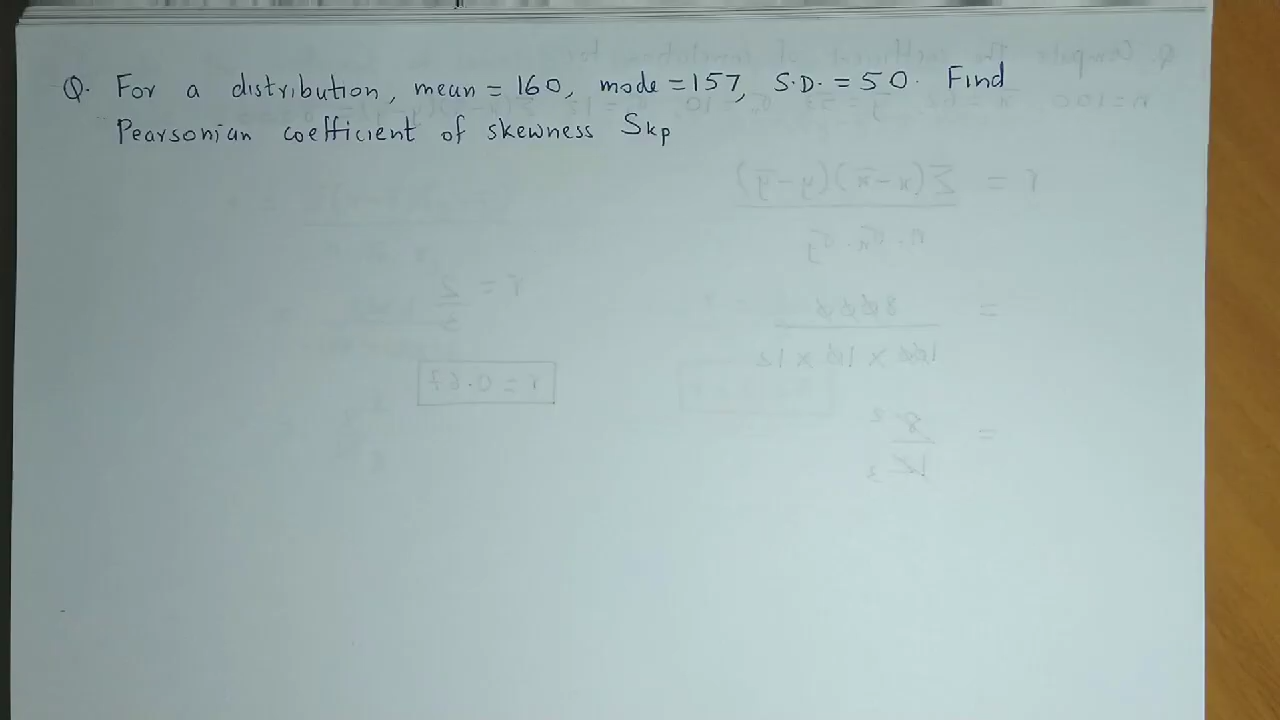 Q. For a distribution, mean = 160, mode = 157, S.D. = 50. Find
Pearsonian coefficient of skewness Skp